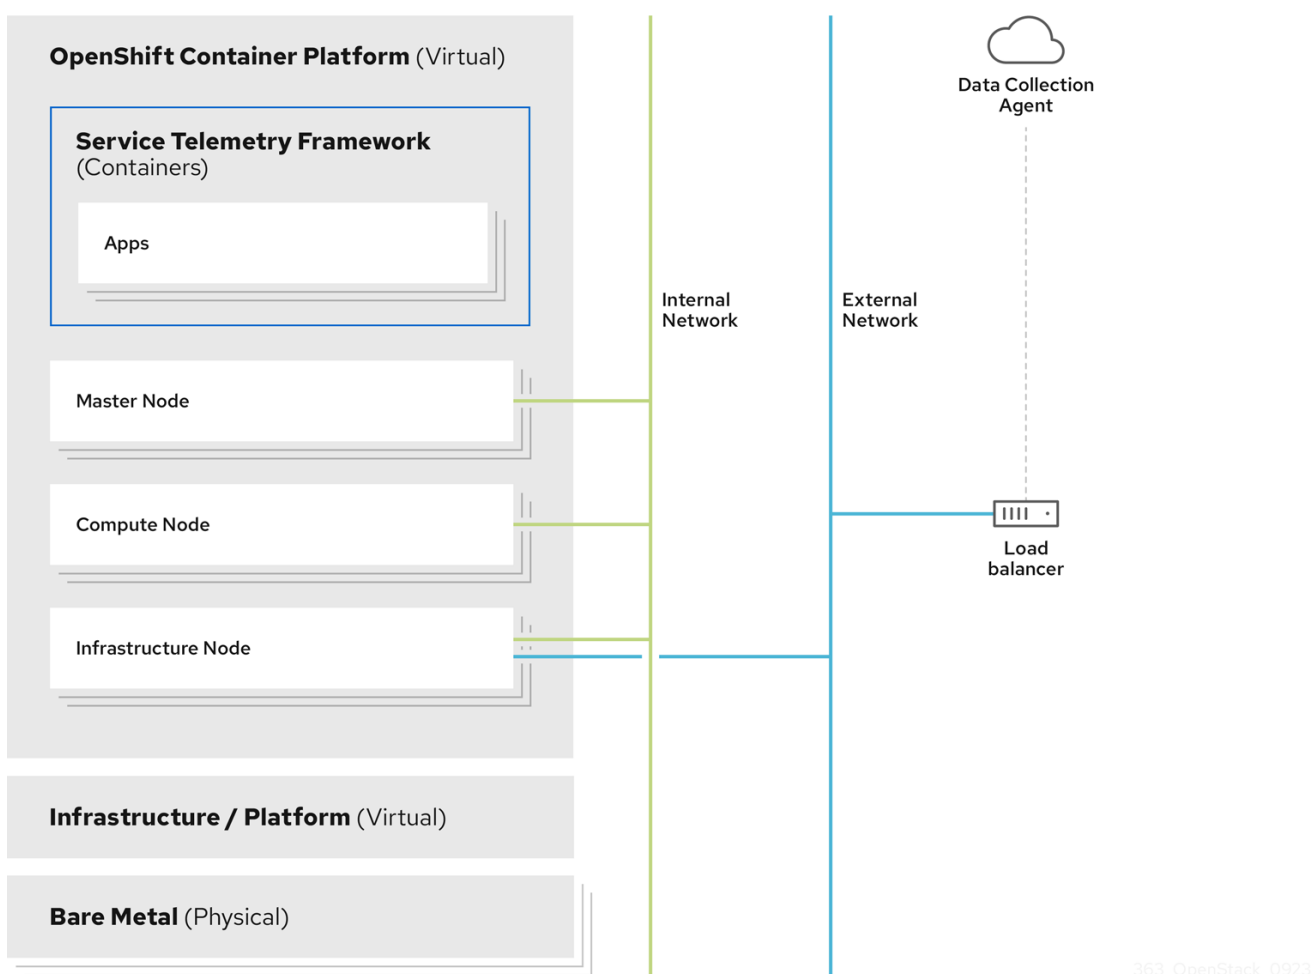 OpenShift Container Platform (Virtual)
Service Telemetry Framework
(Containers)
Apps
Master Node
Compute Node
Infrastructure Node
Infrastructure / Platform (Virtual)
Bare Metal (Physical)
Internal
Network
External
Network
Data Collection
Agent
Load
balancer
363_OpenStack_0923